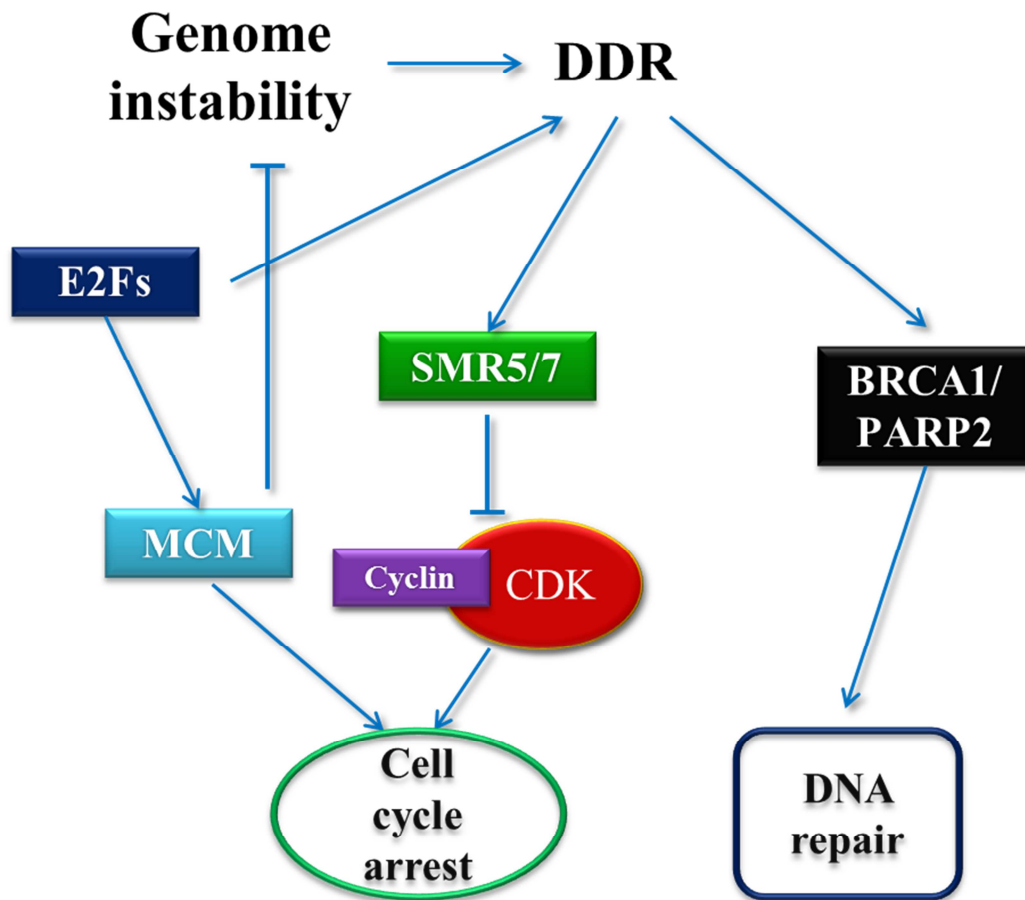 Genome
instability
DDR
E2Fs
SMR5/7
BRCA1/
PARP2
MCM
Cyclin
CDK
Cell
cycle
arrest
DNA
repair